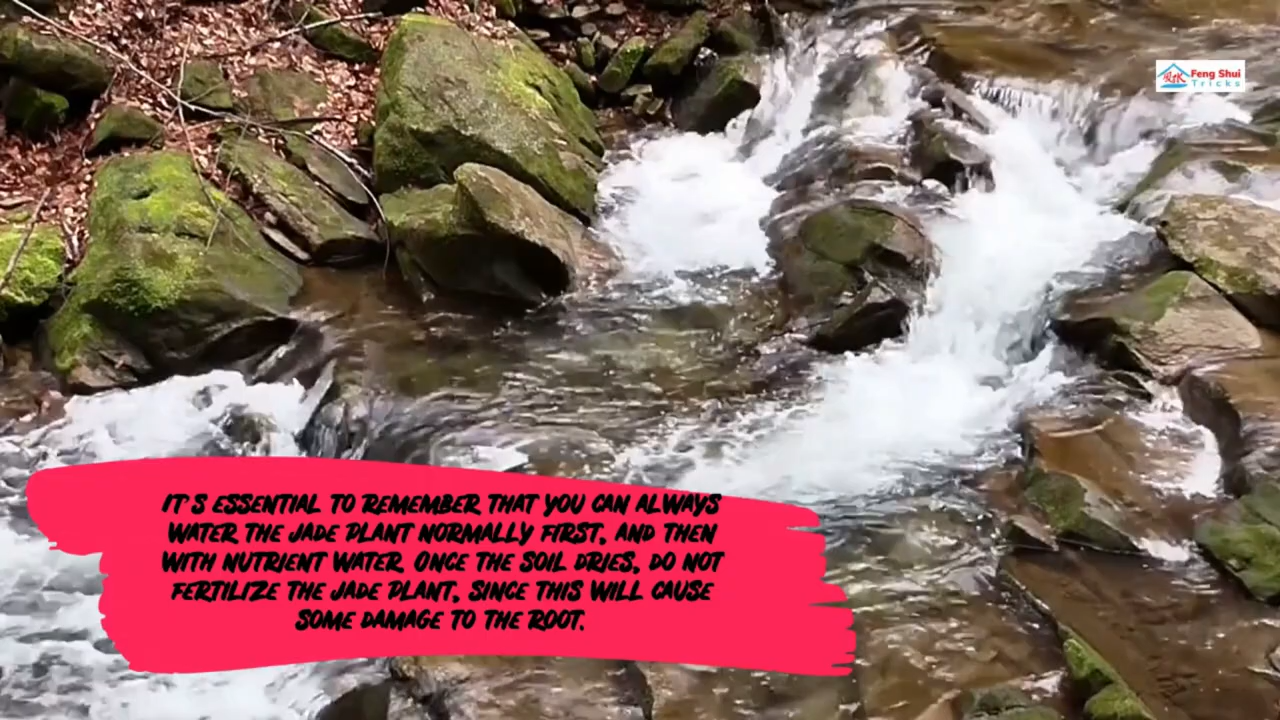 Feng Shui
Tricks
IT'S ESSENTIAL TO REMEMBER THAT YOU CAN ALWAYS
WATER THE JADE PLANT NORMALLY FIRST, AND THEN
WITH NUTRIENT WATER. ONCE THE SOIL DRIES, DO NOT
FERTILIZE THE JADE PLANT, SINCE THIS WILL CAUSE
SOME DAMAGE TO THE ROOT.